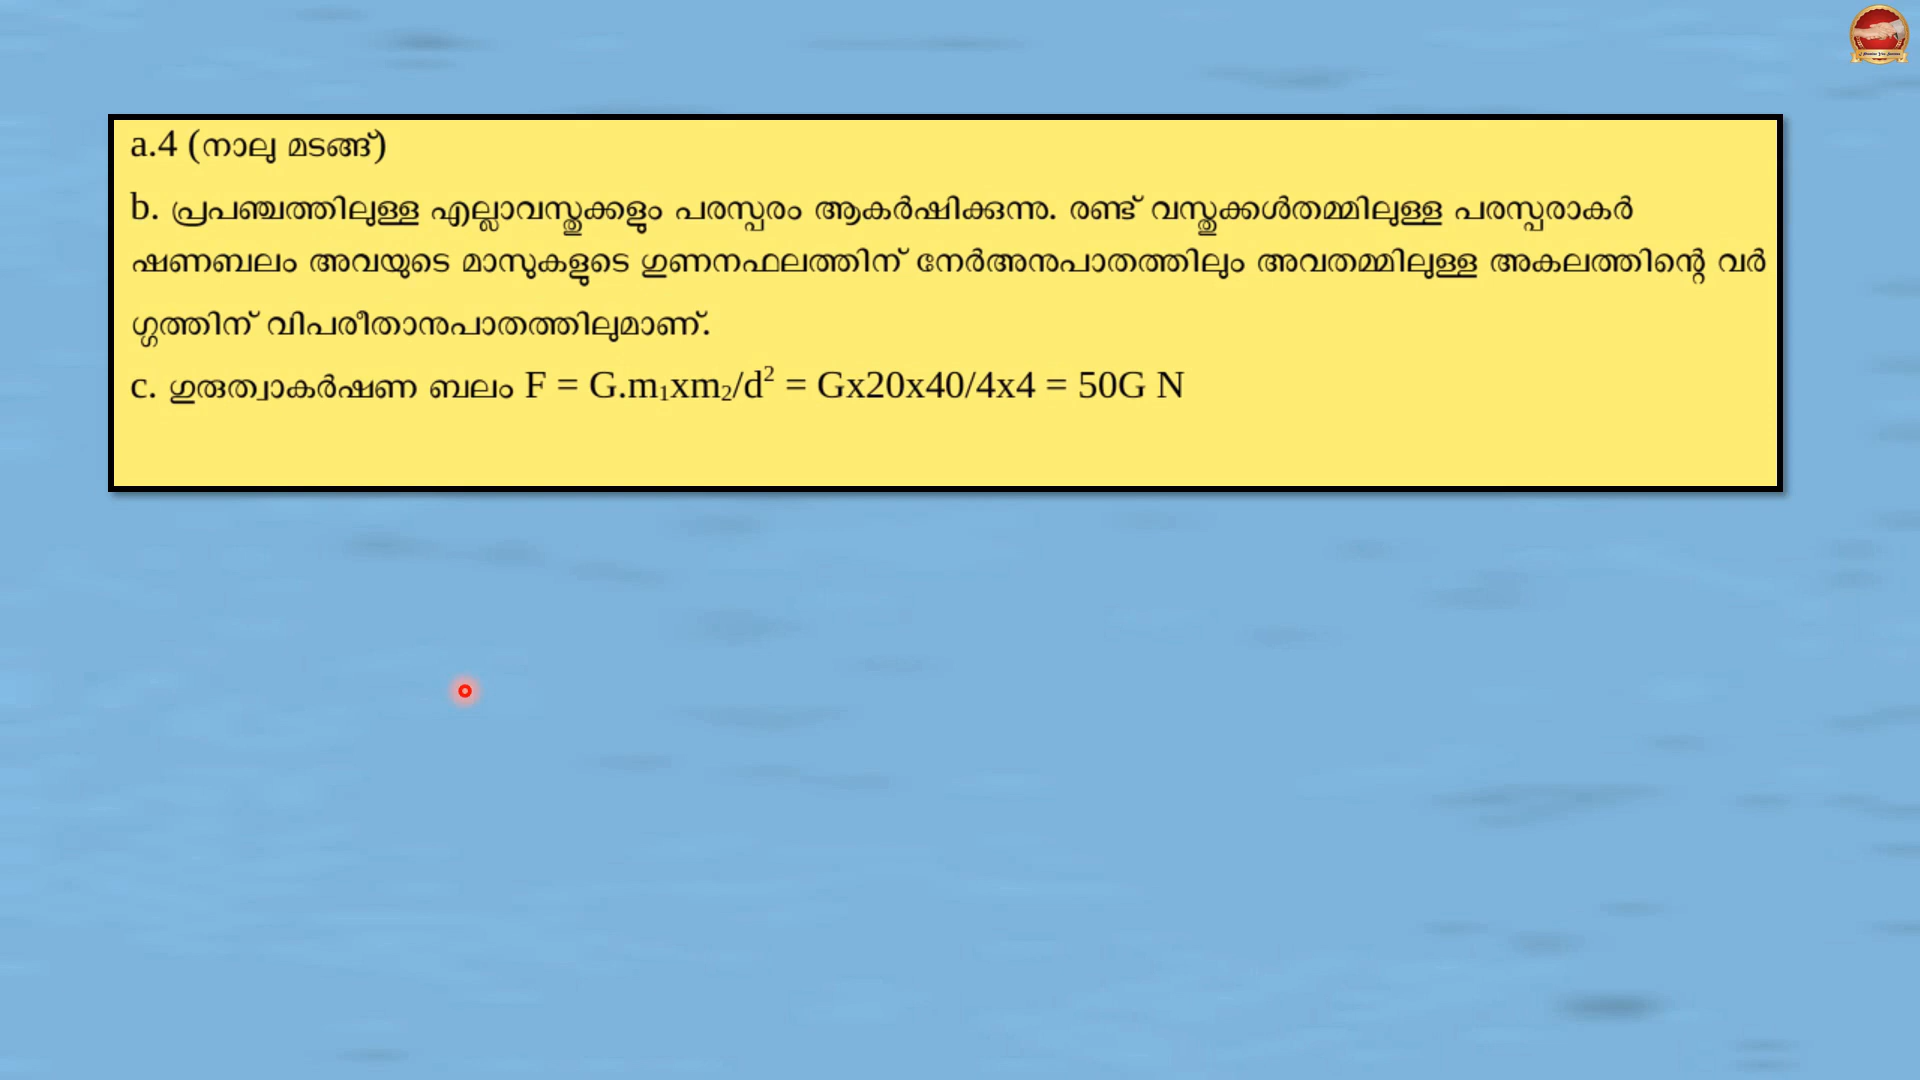 a.4 (നാലു മടങ്ങ്)
b. പ്രപഞ്ചത്തിലുള്ള എല്ലാവസ്തുക്കളും പരസ്പരം ആകർഷിക്കുന്നു. രണ്ട് വസ്തുക്കൾതമ്മിലുള്ള പരസ്പരാകർ
ഷണബലം അവയുടെ മാസുകളുടെ ഗുണനഫലത്തിന് നേർഅനുപാതത്തിലും അവതമ്മിലുള്ള അകലത്തിന്റെ വർ
ഗ്ഗത്തിന് വിപരീതാനുപാതത്തിലുമാണ്.
c. ഗുരുത്വാകർഷണ ബലം F = G.m₁xm₂/d² = Gx20x40/4x4 = 50G N